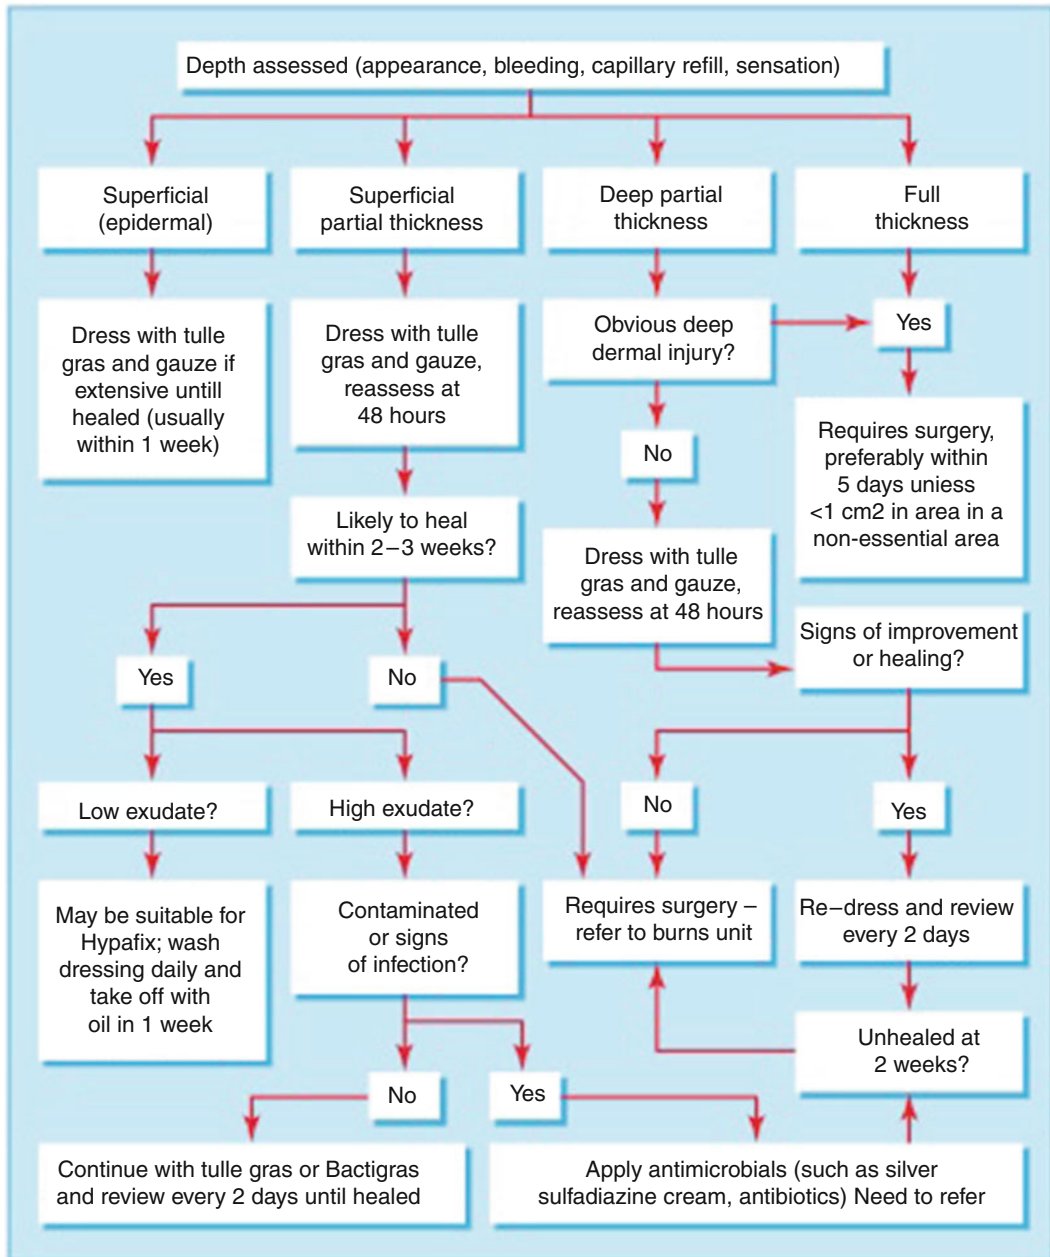 Depth assessed (appearance, bleeding, capillary refill, sensation)
Superficial
(epidermal)
Superficial
partial thickness
Deep partial
thickness
Full
thickness
Dress with tulle
gras and gauze if
extensive untill
healed (usually
within 1 week)
Dress with tulle
gras and gauze,
reassess at
48 hours
Obvious deep
dermal injury?
Yes
No
Requires surgery,
preferably within
5 days uniess
<1 cm2 in area in a
non-essential area
Likely to heal
within 2–3 weeks?
Dress with tulle
gras and gauze,
reassess at 48 hours
Signs of improvement
or healing?
Yes
No
No
Yes
Low exudate?
High exudate?
May be suitable for
Hypafix; wash
dressing daily and
take off with
oil in 1 week
Contaminated
or signs
of infection?
Requires surgery –
refer to burns unit
Re–dress and review
every 2 days
Unhealed at
2 weeks?
No
Yes
Continue with tulle gras or Bactigras
and review every 2 days until healed
Apply antimicrobials (such as silver
sulfadiazine cream, antibiotics) Need to refer